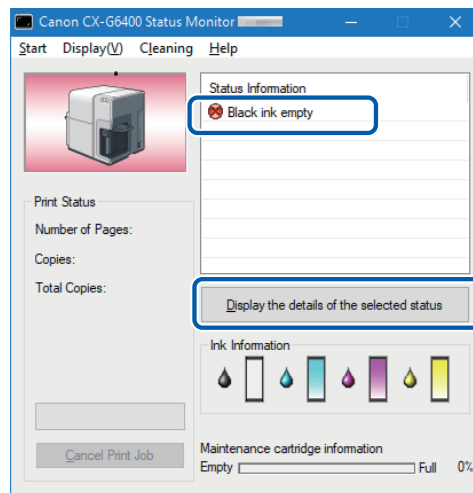 Canon CX-G6400 Status Monitor
Start Display(V) Cleaning Help
Status Information
Black ink empty
Print Status
Number of Pages:
Copies:
Total Copies:
Display the details of the selected status
Ink Information
Cancel Print Job
Maintenance cartridge information
Empty Full 0%